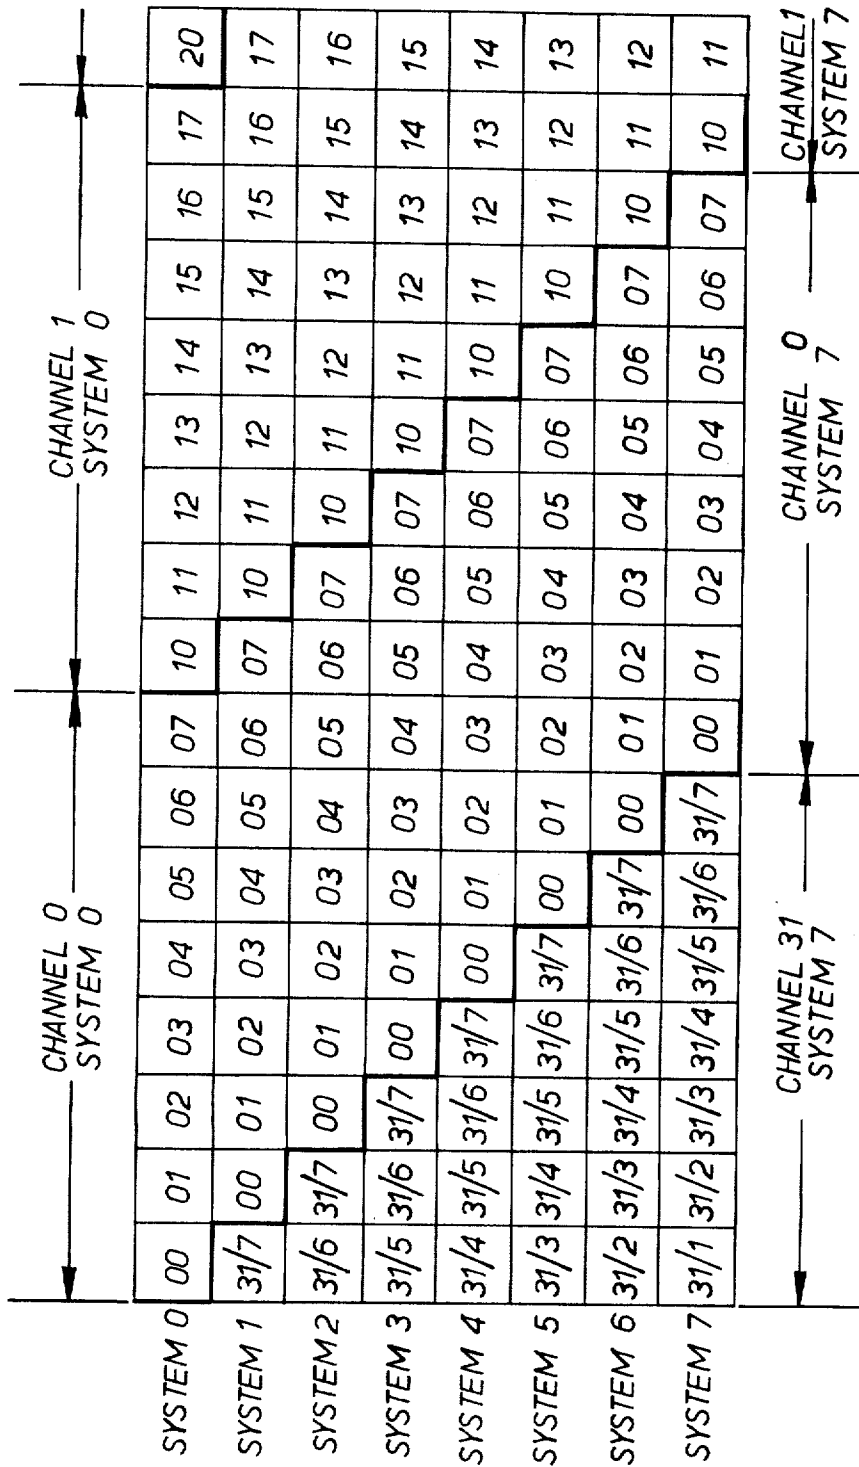 CHANNEL 0
SYSTEM 0
CHANNEL 1
SYSTEM 0
SYSTEM 0 00 01 02 03 04 05 06 07 10 11 12 13 14 15 16 17 20
SYSTEM 1 31/7 00 01 02 03 04 05 06 07 10 11 12 13 14 15 16 17
SYSTEM 2 31/6 31/7 00 01 02 03 04 05 06 07 10 11 12 13 14 15 16
SYSTEM 3 31/5 31/6 31/7 00 01 02 03 04 05 06 07 10 11 12 13 14 15
SYSTEM 4 31/4 31/5 31/6 31/7 00 01 02 03 04 05 06 07 10 11 12 13 14
SYSTEM 5 31/3 31/4 31/5 31/6 31/7 00 01 02 03 04 05 06 07 10 11 12 13
SYSTEM 6 31/2 31/3 31/4 31/5 31/6 31/7 00 01 02 03 04 05 06 07 10 11 12
SYSTEM 7 31/1 31/2 31/3 31/4 31/5 31/6 31/7 00 01 02 03 04 05 06 07 10 11
CHANNEL 31
SYSTEM 7
CHANNEL 0
SYSTEM 7
CHANNEL 1
SYSTEM 7